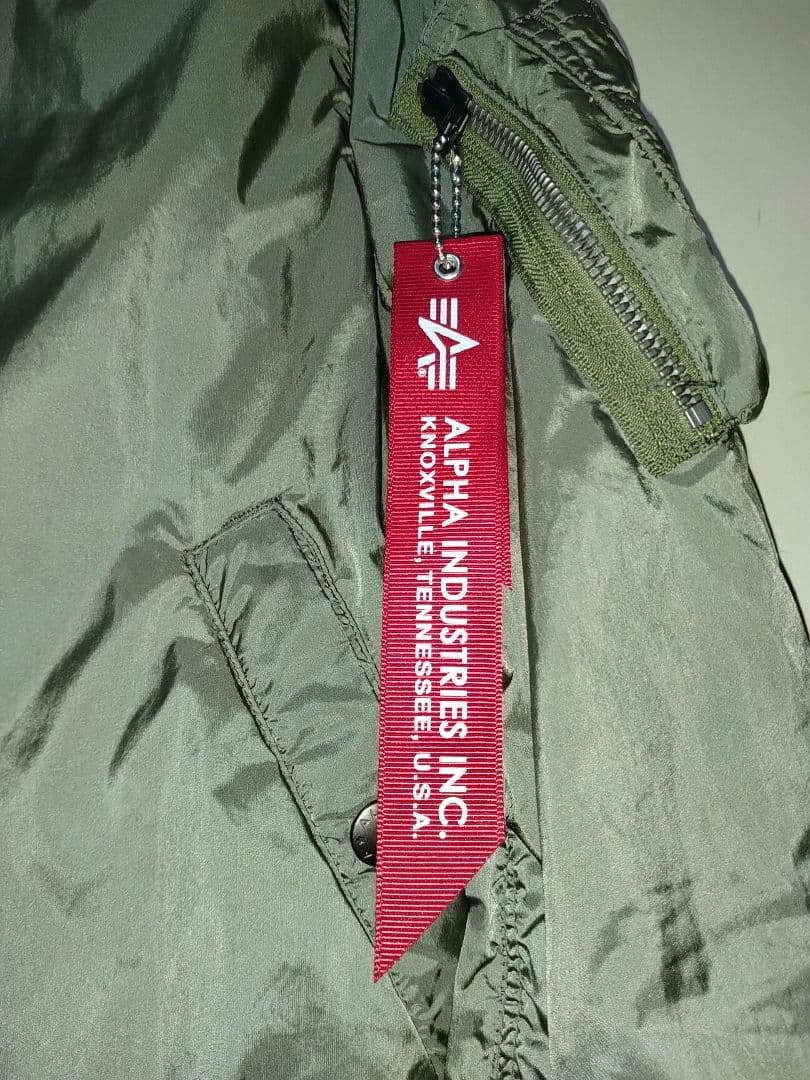 ALPHA INDUSTRIES INC.
KNOXVILLE, TENNESSEE, U.S.A.